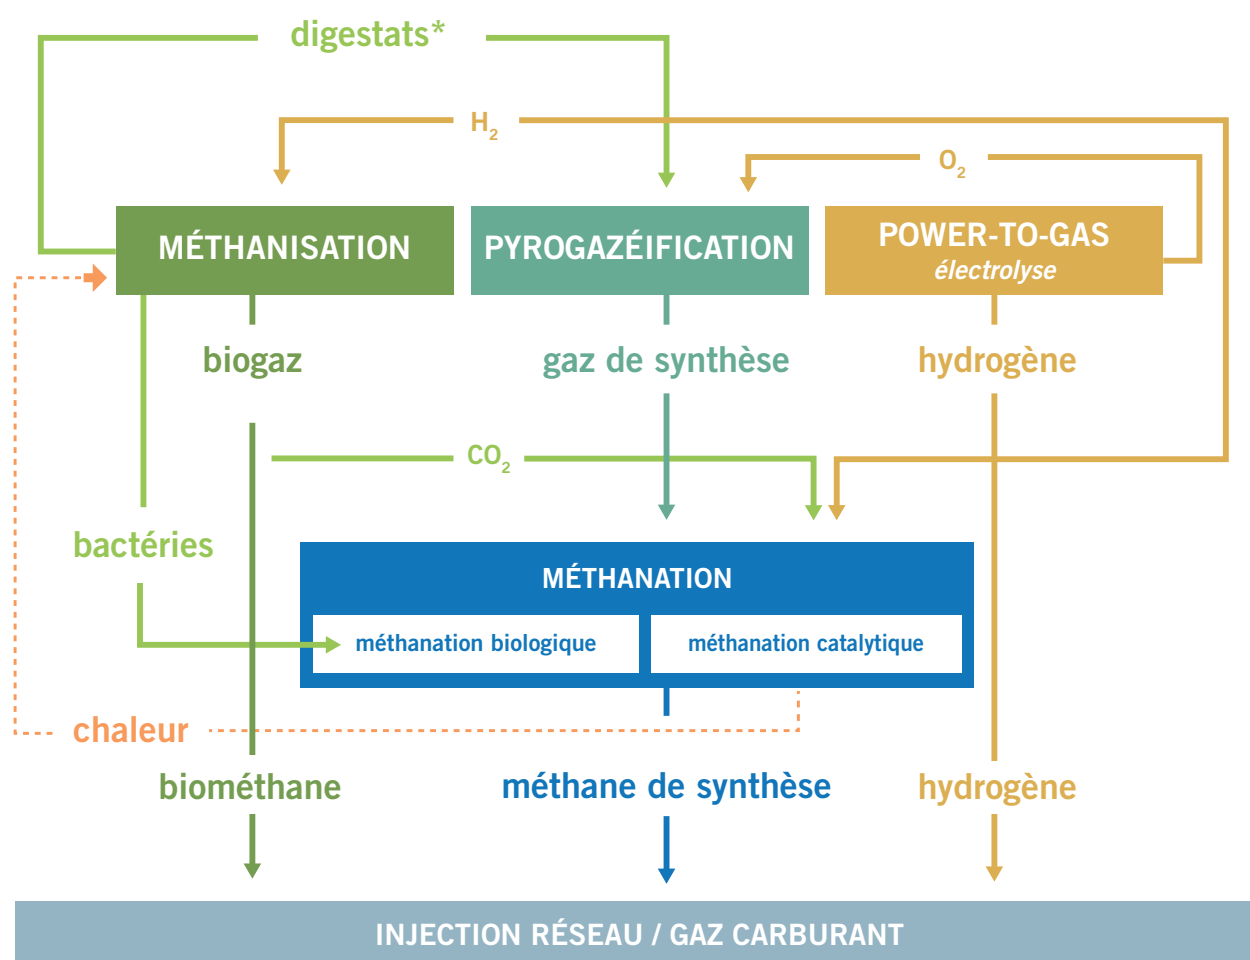 digestats*
H₂
O₂
MÉTHANISATION
PYROGAZÉIFICATION
POWER-TO-GAS
électrolyse
biogaz
gaz de synthèse
hydrogène
CO₂
bactéries
MÉTHANATION
méthanation biologique
méthanation catalytique
chaleur
biométhane
méthane de synthèse
hydrogène
INJECTION RÉSEAU / GAZ CARBURANT